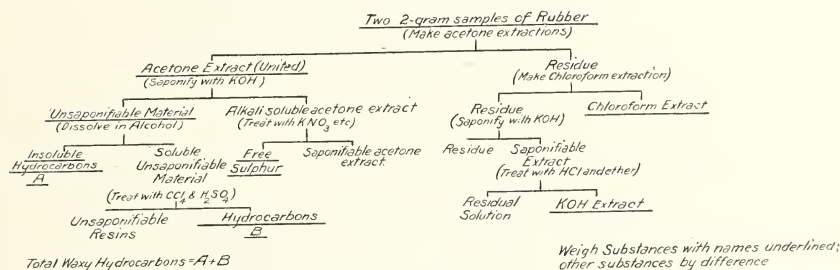 Two 2-gram samples of Rubber
(Make acetone extractions)
Acetone Extract (United)
(Saponify with KOH)
Residue
(Make Chloroform extraction)
Unsaponifiable Material
(Dissolve in Alcohol)
Alkali soluble acetone extract
(Treat with KNO3 etc)
Residue
(Saponify with KOH)
Chloroform Extract
Insoluble
Hydrocarbons
A
Soluble
Unsaponifiable
Material
(Treat with CCl4 & H2SO4)
Free
Sulphur
Saponifiable acetone
extract
Residue
Saponifiable
Extract
(Treat with HCl and ether)
Unsaponifiable
Resins
Hydrocarbons
B
Residual
Solution
KOH Extract
Total Waxy Hydrocarbons = A + B
Weigh Substances with names underlined;
other substances by difference